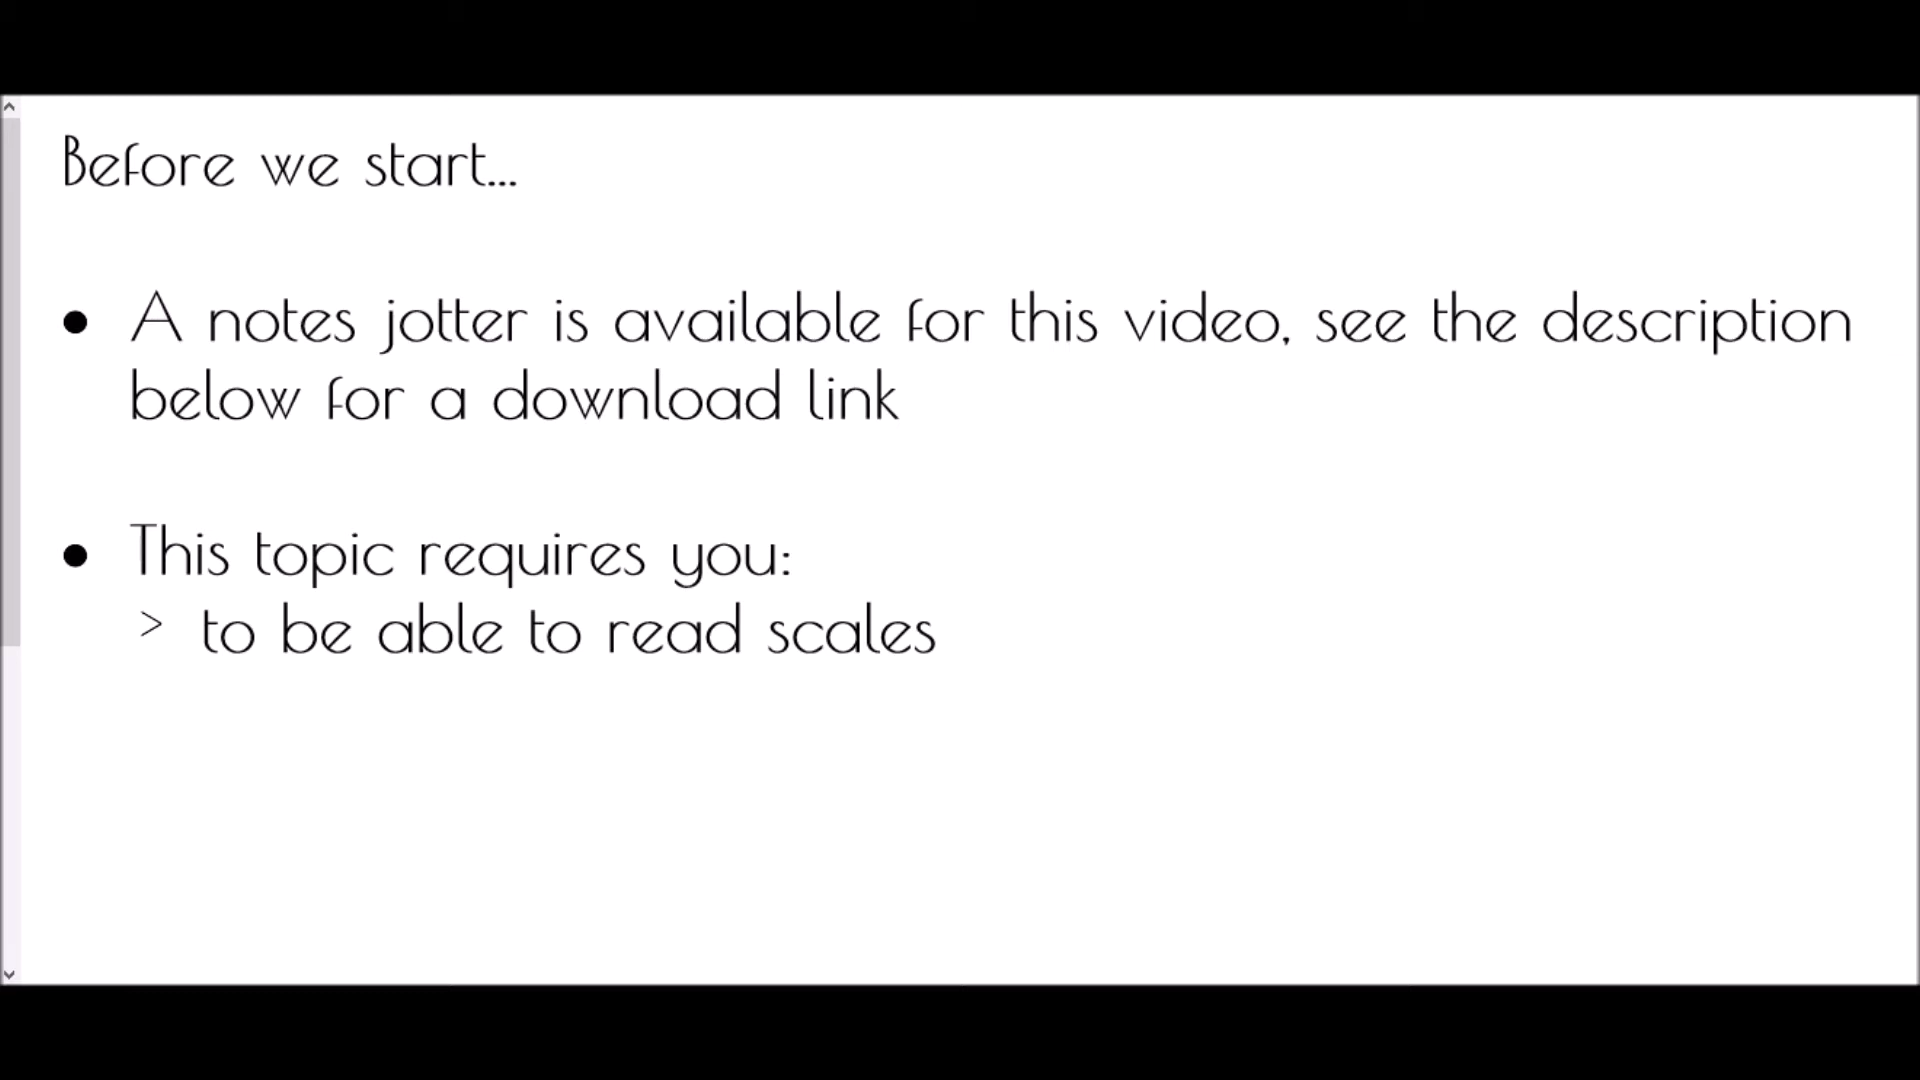 Before we start...
● A notes jotter is available for this video, see the description
below for a download link
● This topic requires you:
> to be able to read scales